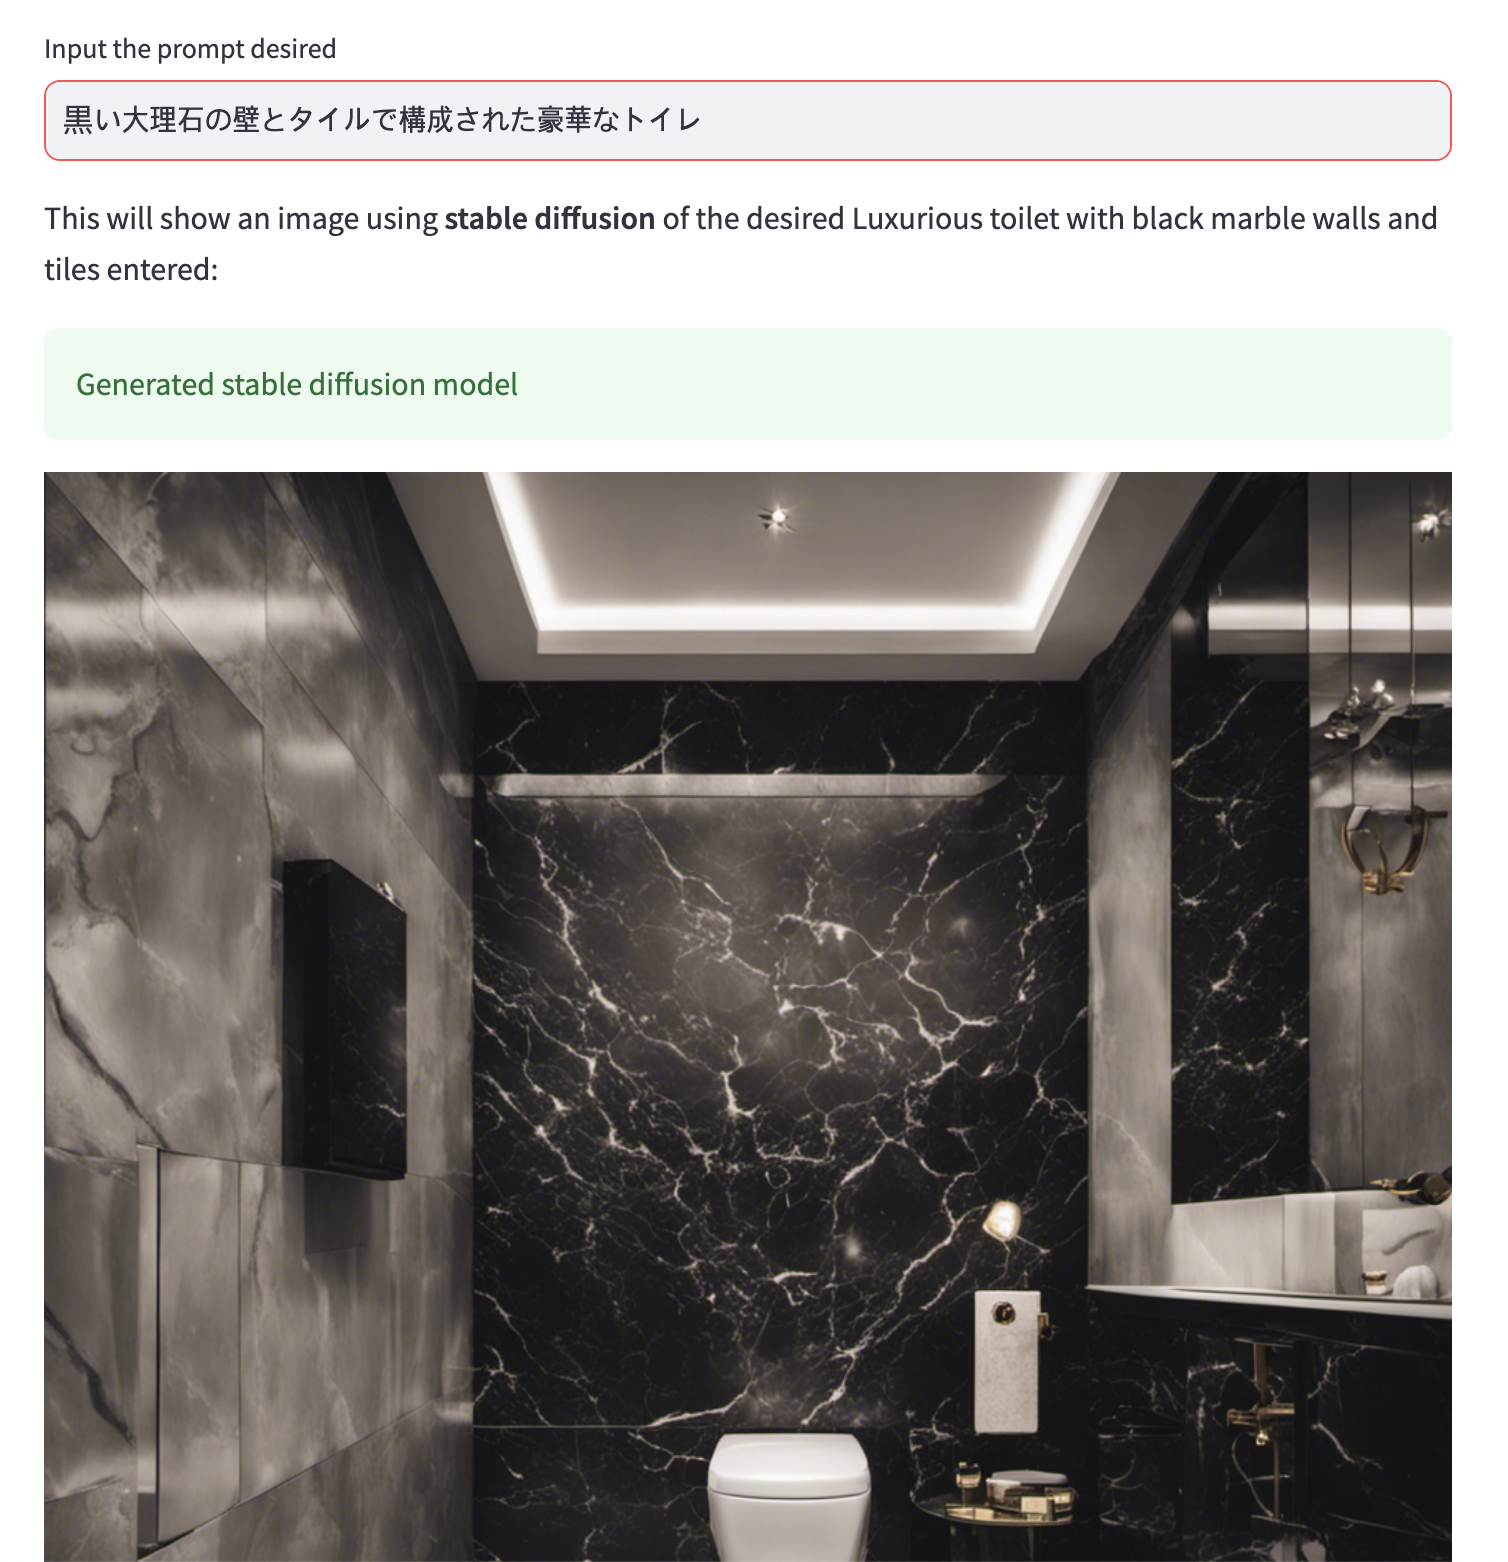 Input the prompt desired
黒い大理石の壁とタイルで構成された豪華なトイレ
This will show an image using stable diffusion of the desired Luxurious toilet with black marble walls and
tiles entered:
Generated stable diffusion model